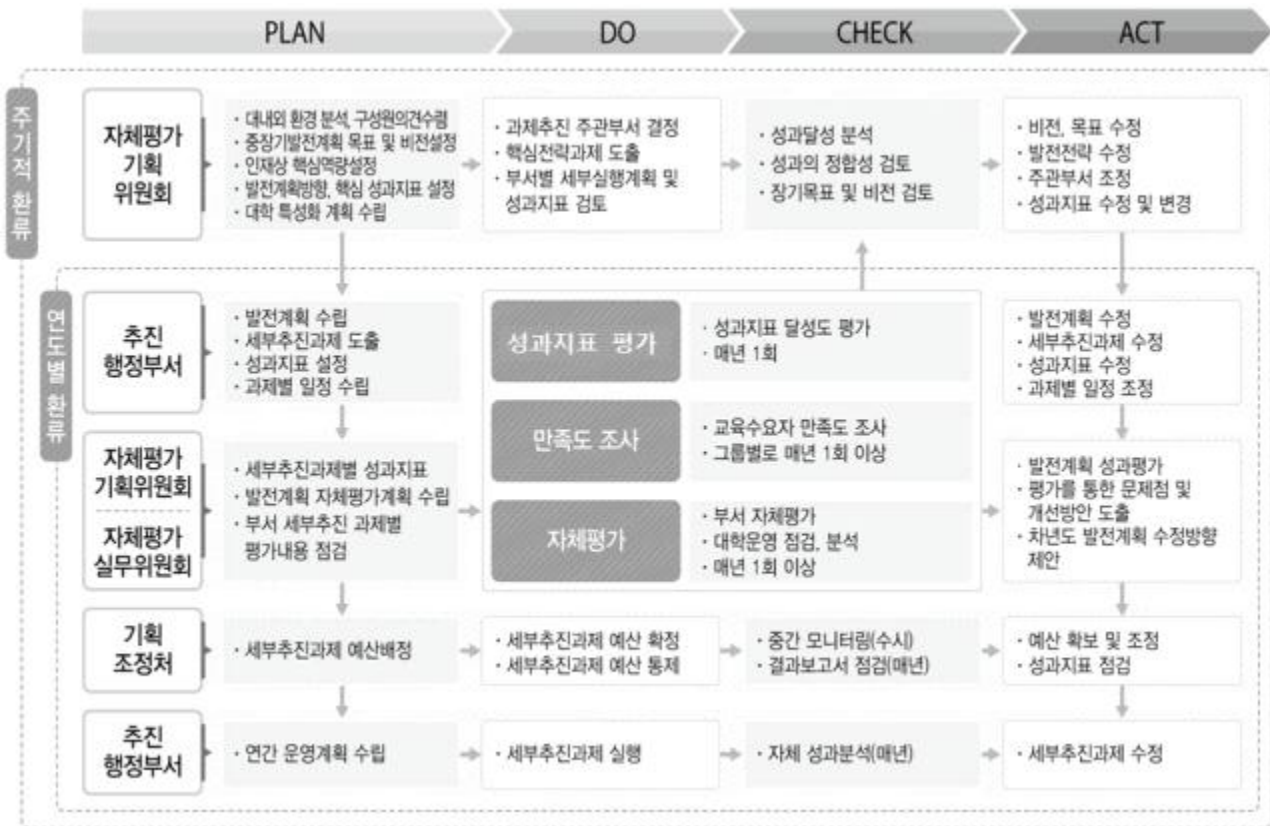 PLAN
DO
CHECK
ACT
주기적 환류
자체평가
기획
위원회
· 대내외 환경 분석, 구성원의견수렴
· 중장기발전계획 목표 및 비전설정
· 인재상 핵심역량설정
· 발전계획방향, 핵심 성과지표 설정
· 대학 특성화 계획 수립
· 과제추진 주관부서 결정
· 핵심전략과제 도출
· 부서별 세부실행계획 및
성과지표 검토
· 성과달성 분석
· 성과의 정합성 검토
· 장기목표 및 비전 검토
· 비전, 목표 수정
· 발전전략 수정
· 주관부서 조정
· 성과지표 수정 및 변경
연도별 환류
추진
행정부서
· 발전계획 수립
· 세부추진과제 도출
· 성과지표 설정
· 과제별 일정 수립
성과지표 평가
· 성과지표 달성도 평가
· 매년 1회
· 발전계획 수정
· 세부추진과제 수정
· 성과지표 수정
· 과제별 일정 조정
만족도 조사
· 교육수요자 만족도 조사
· 그룹별로 매년 1회 이상
자체평가
기획위원회
자체평가
실무위원회
· 세부추진과제별 성과지표
· 발전계획 자체평가계획 수립
· 부서 세부추진 과제별
평가내용 점검
자체평가
· 부서 자체평가
· 대학운영 점검, 분석
· 매년 1회 이상
· 발전계획 성과평가
· 평가를 통한 문제점 및
개선방안 도출
· 차년도 발전계획 수정방향
제안
기획
조정처
· 세부추진과제 예산배정
· 세부추진과제 예산 확정
· 세부추진과제 예산 통제
· 중간 모니터링(수시)
· 결과보고서 점검(매년)
· 예산 확보 및 조정
· 성과지표 점검
추진
행정부서
· 연간 운영계획 수립
· 세부추진과제 실행
· 자체 성과분석(매년)
· 세부추진과제 수정